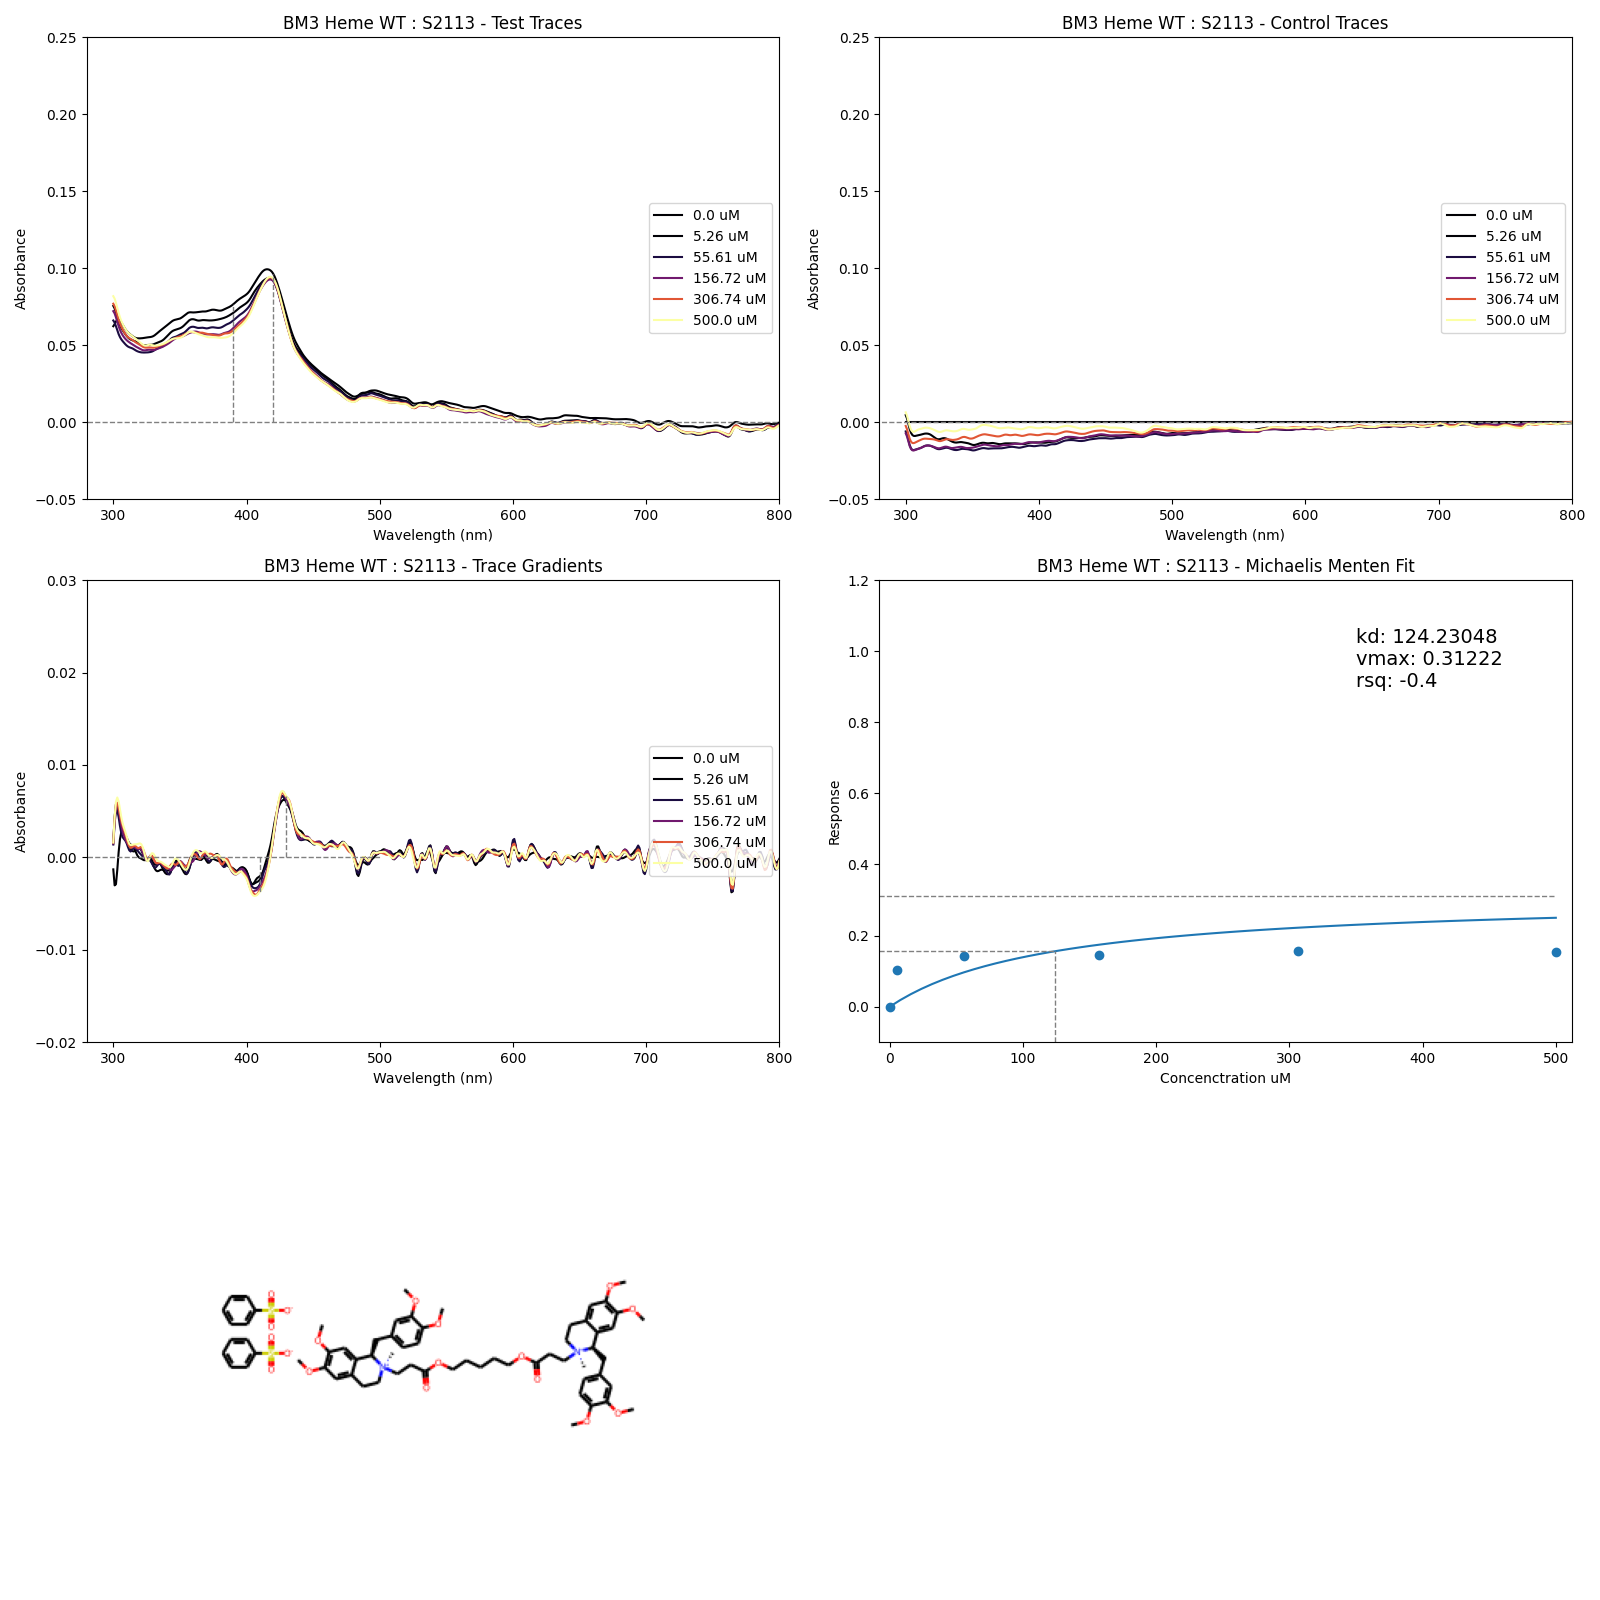 BM3 Heme WT : S2113 - Test Traces
0.25
0.20
0.15
0.10
0.05
0.00
−0.05
Absorbance
300 400 500 600 700 800
Wavelength (nm)
0.0 uM
5.26 uM
55.61 uM
156.72 uM
306.74 uM
500.0 uM
BM3 Heme WT : S2113 - Control Traces
0.25
0.20
0.15
0.10
0.05
0.00
−0.05
Absorbance
300 400 500 600 700 800
Wavelength (nm)
0.0 uM
5.26 uM
55.61 uM
156.72 uM
306.74 uM
500.0 uM
BM3 Heme WT : S2113 - Trace Gradients
0.03
0.02
0.01
0.00
−0.01
−0.02
Absorbance
300 400 500 600 700 800
Wavelength (nm)
0.0 uM
5.26 uM
55.61 uM
156.72 uM
306.74 uM
500.0 uM
BM3 Heme WT : S2113 - Michaelis Menten Fit
1.2
1.0
0.8
0.6
0.4
0.2
0.0
Response
0 100 200 300 400 500
Concenctration uM
kd: 124.23048
vmax: 0.31222
rsq: -0.4